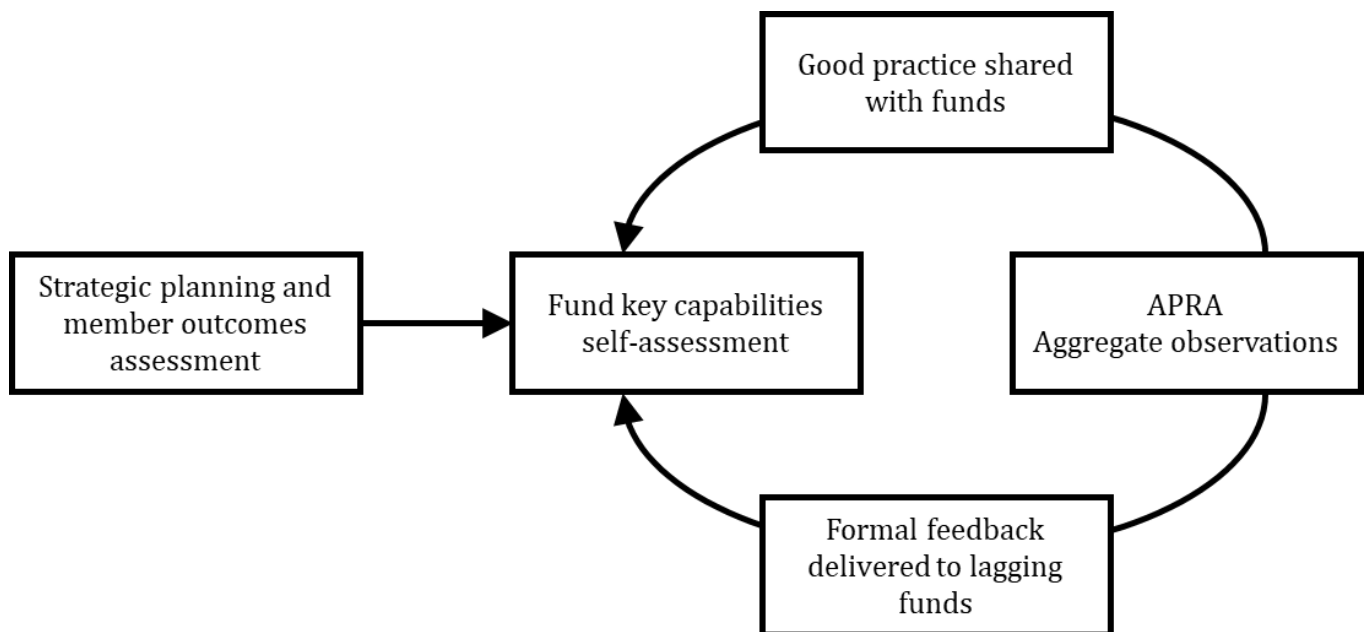 Good practice shared
with funds
Strategic planning and
member outcomes
assessment
Fund key capabilities
self-assessment
APRA
Aggregate observations
Formal feedback
delivered to lagging
funds